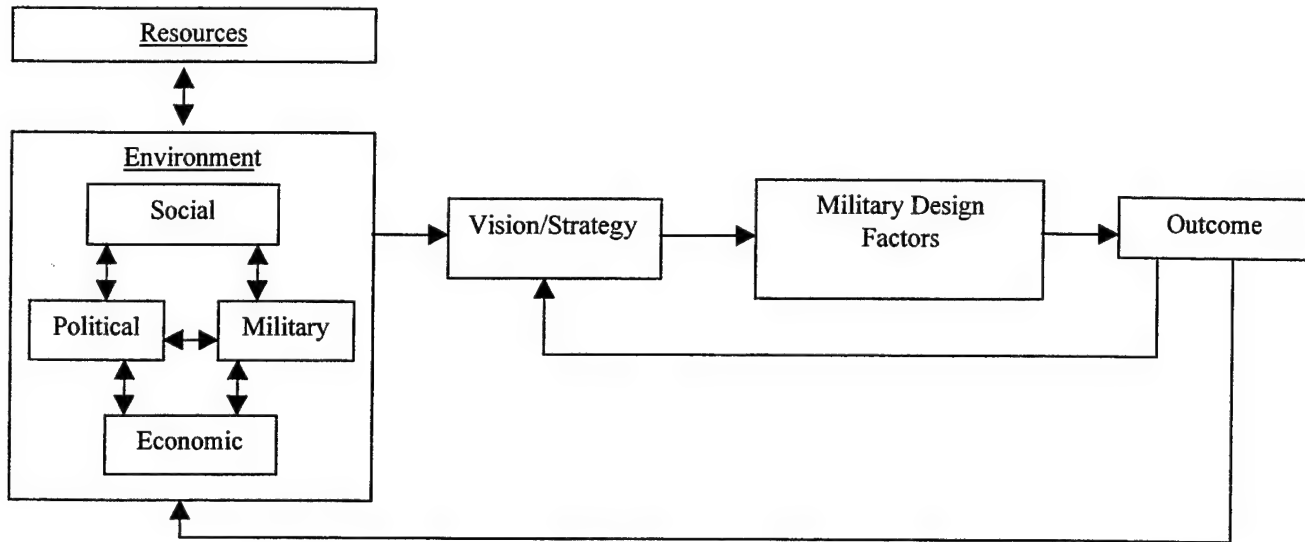 Resources
Environment
Social
Political
Military
Economic
Vision/Strategy
Military Design
Factors
Outcome